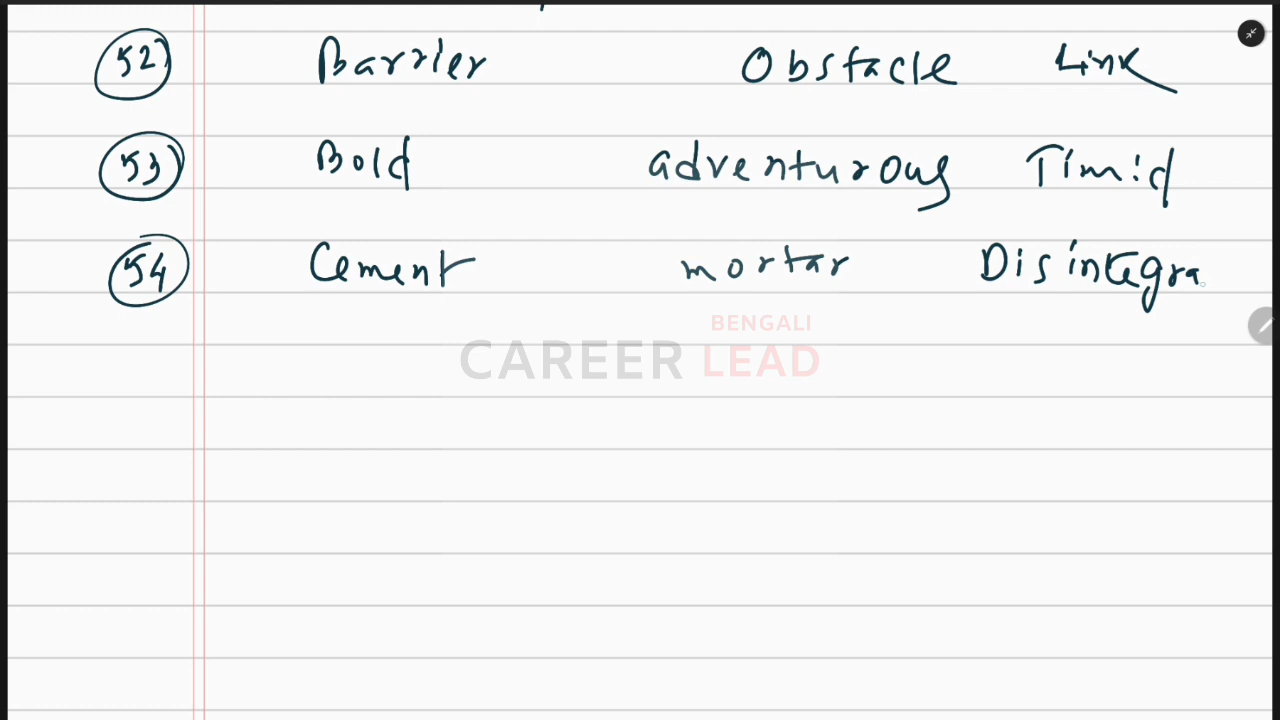 52) Barrier Obstacle Link
53) Bold adventurous Timid
54 Cement mortar Disintegra
BENGALI
CAREER LEAD